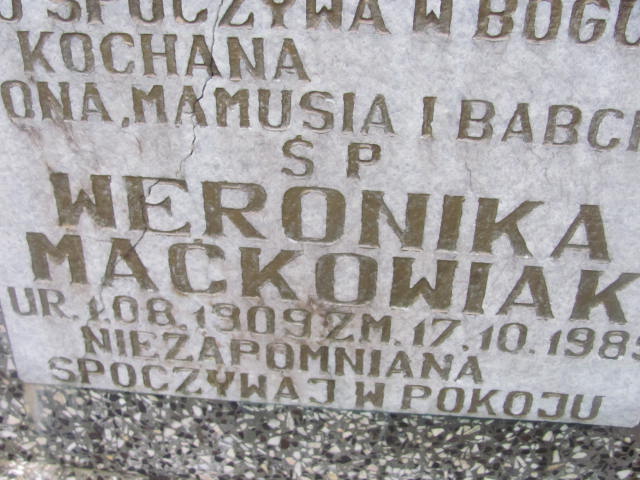 SPOCZYWA W BOGU
KOCHANA
ŻONA, MAMUSIA I BABCIA
Ś P
WERONIKA
MAĆKOWIAK
UR. 1.08.1909 ZM. 17.10.198
NIEZAPOMNIANA
SPOCZYWAJ W POKOJU